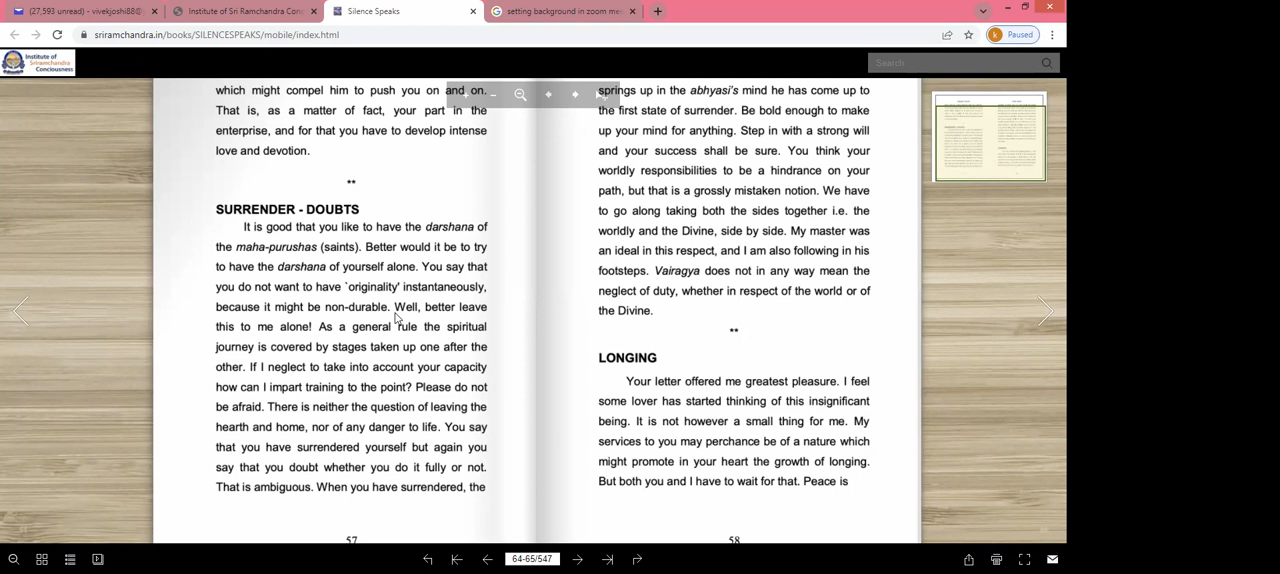 (27,593 unread) - vivekjoshi88@
Institute of Sri Ramchandra Con
Silence Speaks
setting background in zoom me
sriramchandra.in/books/SILENCESPEAKS/mobile/index.html
k Paused
Institute of
Sriramchandra
Conciousness
Search
which might compel him to push you on and on.
That is, as a matter of fact, your part in the
enterprise, and for that you have to develop intense
love and devotion.
**
SURRENDER - DOUBTS
It is good that you like to have the darshana of
the maha-purushas (saints). Better would it be to try
to have the darshana of yourself alone. You say that
you do not want to have `originality' instantaneously,
because it might be non-durable. Well, better leave
this to me alone! As a general rule the spiritual
journey is covered by stages taken up one after the
other. If I neglect to take into account your capacity
how can I impart training to the point? Please do not
be afraid. There is neither the question of leaving the
hearth and home, nor of any danger to life. You say
that you have surrendered yourself but again you
say that you doubt whether you do it fully or not.
That is ambiguous. When you have surrendered, the
57
springs up in the abhyasi's mind he has come up to
the first state of surrender. Be bold enough to make
up your mind for anything. Step in with a strong will
and your success shall be sure. You think your
worldly responsibilities to be a hindrance on your
path, but that is a grossly mistaken notion. We have
to go along taking both the sides together i.e. the
worldly and the Divine, side by side. My master was
an ideal in this respect, and I am also following in his
footsteps. Vairagya does not in any way mean the
neglect of duty, whether in respect of the world or of
the Divine.
**
LONGING
Your letter offered me greatest pleasure. I feel
some lover has started thinking of this insignificant
being. It is not however a small thing for me. My
services to you may perchance be of a nature which
might promote in your heart the growth of longing.
But both you and I have to wait for that. Peace is
58
64-65/547